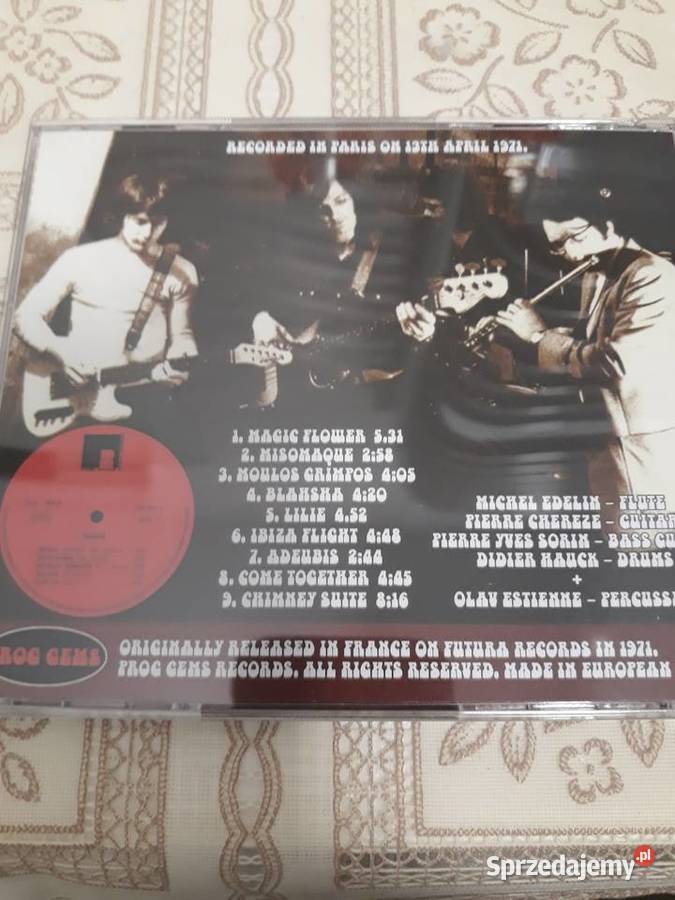 RECORDED IN PARIS ON 13TH APRIL 1971.
1. MAGIC FLOWER 5,31
2. MISOMAQUE 2:58
3. MOULOS GRIMPOS 4:05
4. BLAHSHA 4:20
5. LILIE 4.52
6. IBIZA FLIGHT 4:48
7. ADEUBIS 2:44
8. COME TOGETHER 4:45
9. CHIMNEY SUITE 8:16
MICHEL EDELIN - FLUTE
PIERRE CHEREZE - GUITAR
PIERRE YVES SORIN - BASS GU
DIDIER HAUCK - DRUMS
+
OLAV ESTIENNE - PERCUSSI
ROG GEMS
ORIGINALLY RELEASED IN FRANCE ON FUTURA RECORDS IN 1971.
PROG GEMS RECORDS, ALL RIGHTS RESERVED. MADE IN EUROPEAN
Sprzedajemy.pl